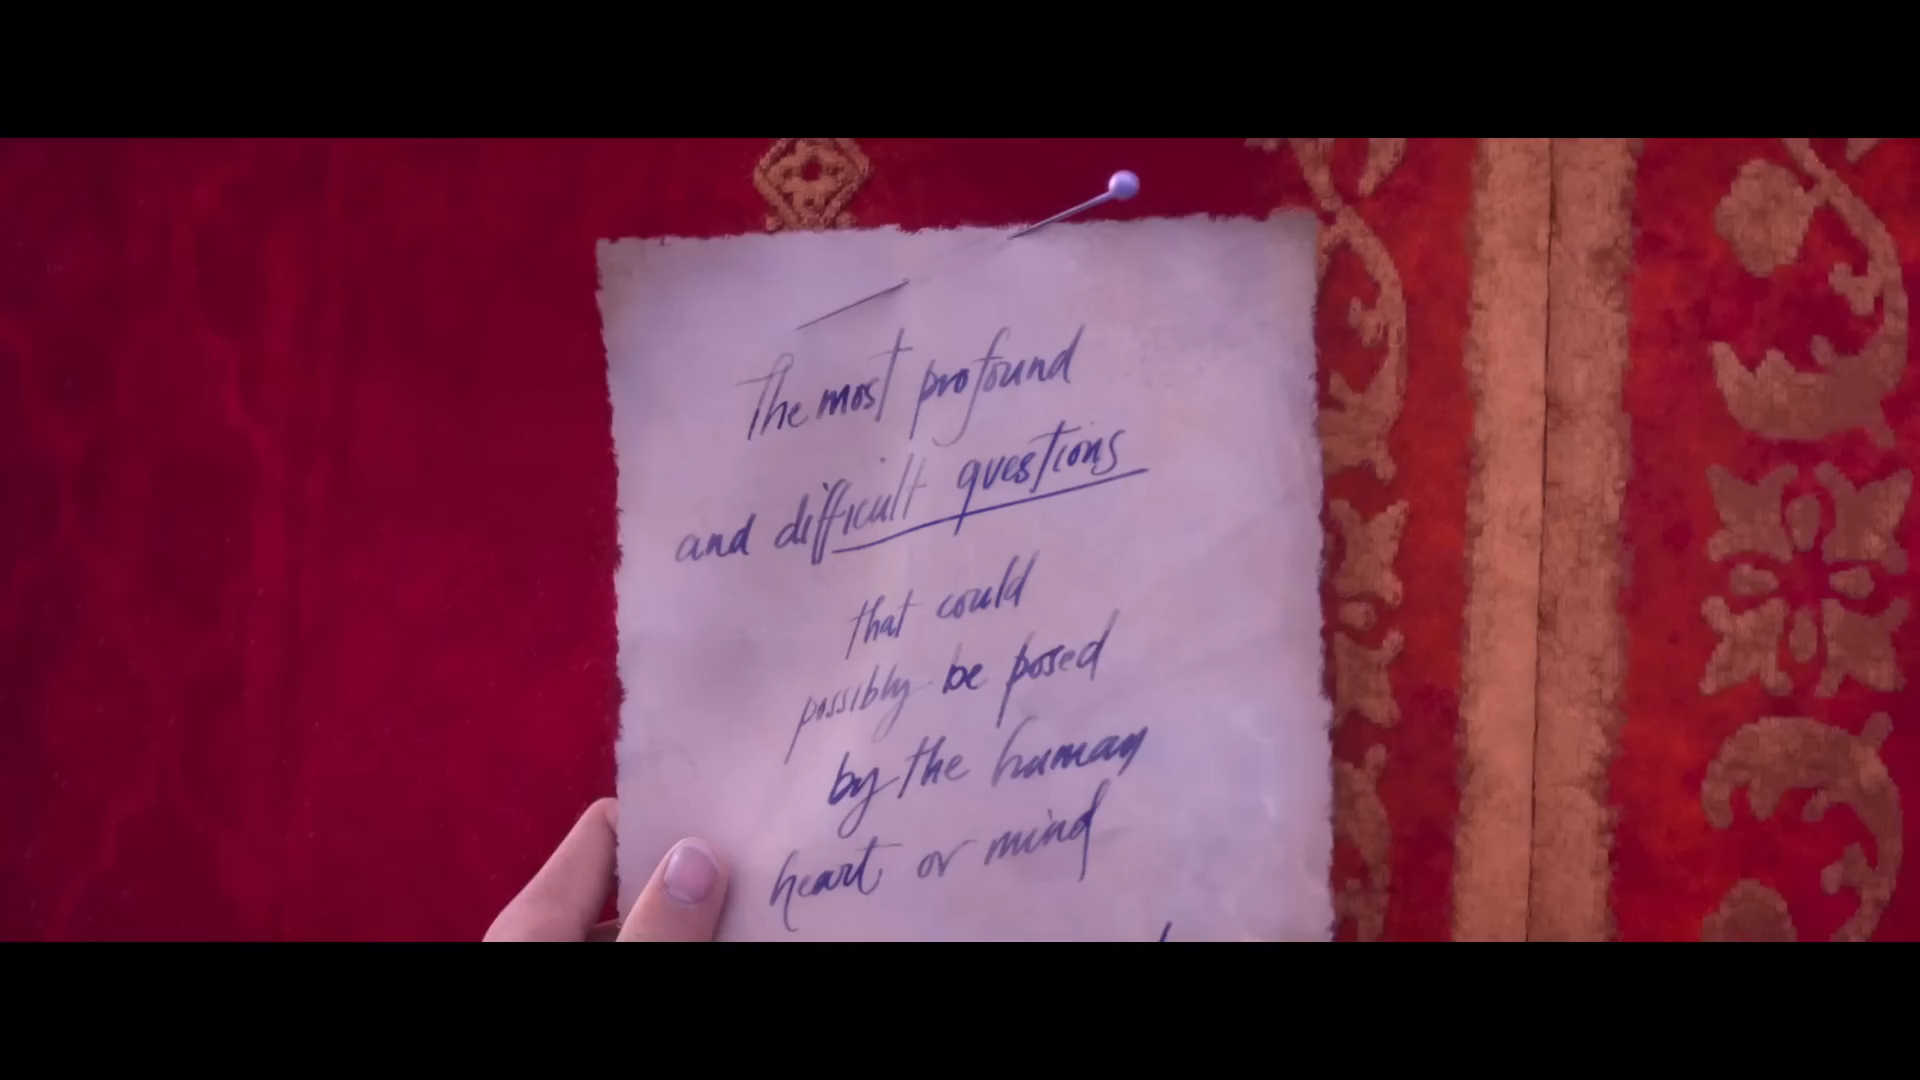 The most profound
and difficult questions
that could
possibly be posed
by the human
heart or mind